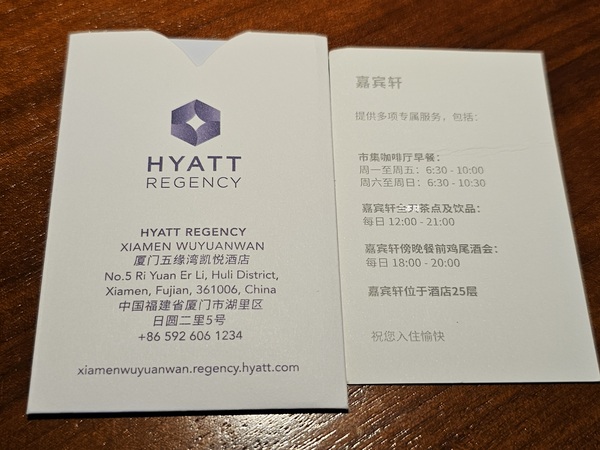 HYATT
REGENCY
HYATT REGENCY
XIAMEN WUYUANWAN
厦门五缘湾凯悦酒店
No.5 Ri Yuan Er Li, Huli District,
Xiamen, Fujian, 361006, China
中国福建省厦门市湖里区
日圆二里5号
+86 592 606 1234
xiamenwuyuanwan.regency.hyatt.com
嘉宾轩
提供多项专属服务，包括：
市集咖啡厅早餐：
周一至周五：6:30 - 10:00
周六至周日：6:30 - 10:30
嘉宾轩全天茶点及饮品：
每日 12:00 - 21:00
嘉宾轩傍晚餐前鸡尾酒会：
每日 18:00 - 20:00
嘉宾轩位于酒店25层
祝您入住愉快